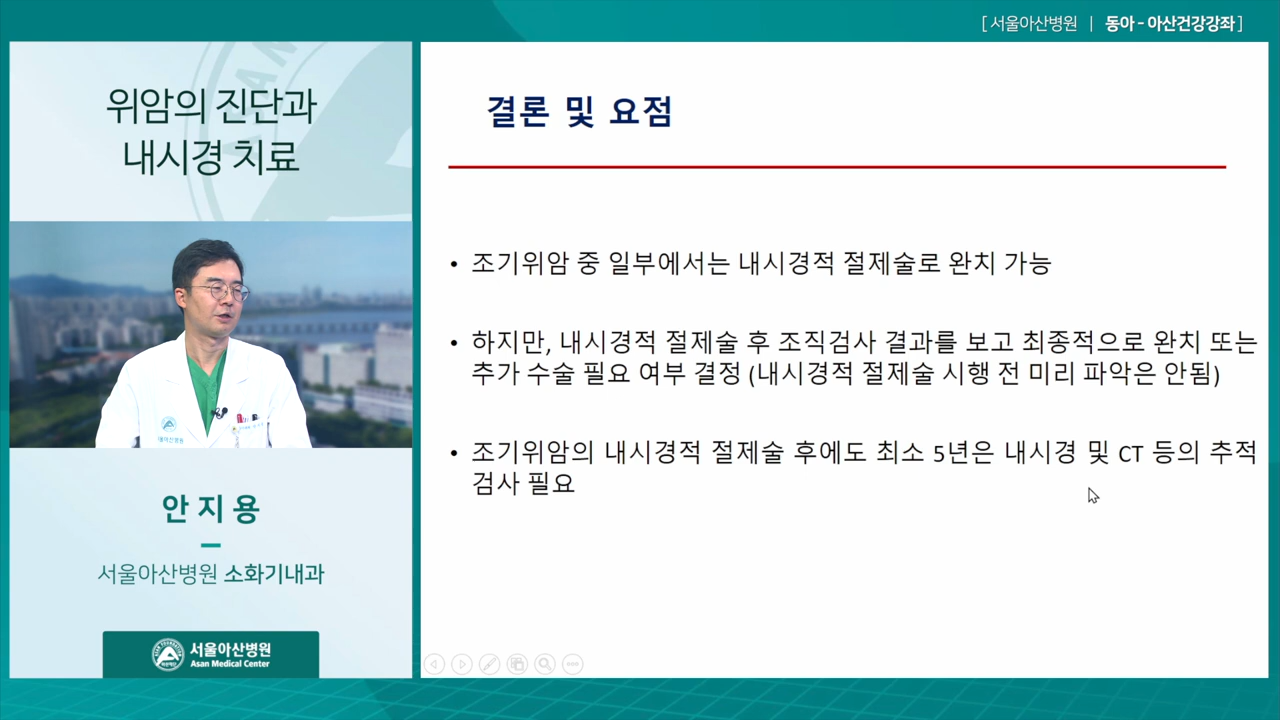 [ 서울아산병원 | 동아 - 아산건강강좌 ]
위암의 진단과
내시경 치료
안 지 용
서울아산병원 소화기내과
서울아산병원
Asan Medical Center
결론 및 요점
• 조기위암 중 일부에서는 내시경적 절제술로 완치 가능
• 하지만, 내시경적 절제술 후 조직검사 결과를 보고 최종적으로 완치 또는
추가 수술 필요 여부 결정 (내시경적 절제술 시행 전 미리 파악은 안됨)
• 조기위암의 내시경적 절제술 후에도 최소 5년은 내시경 및 CT 등의 추적
검사 필요